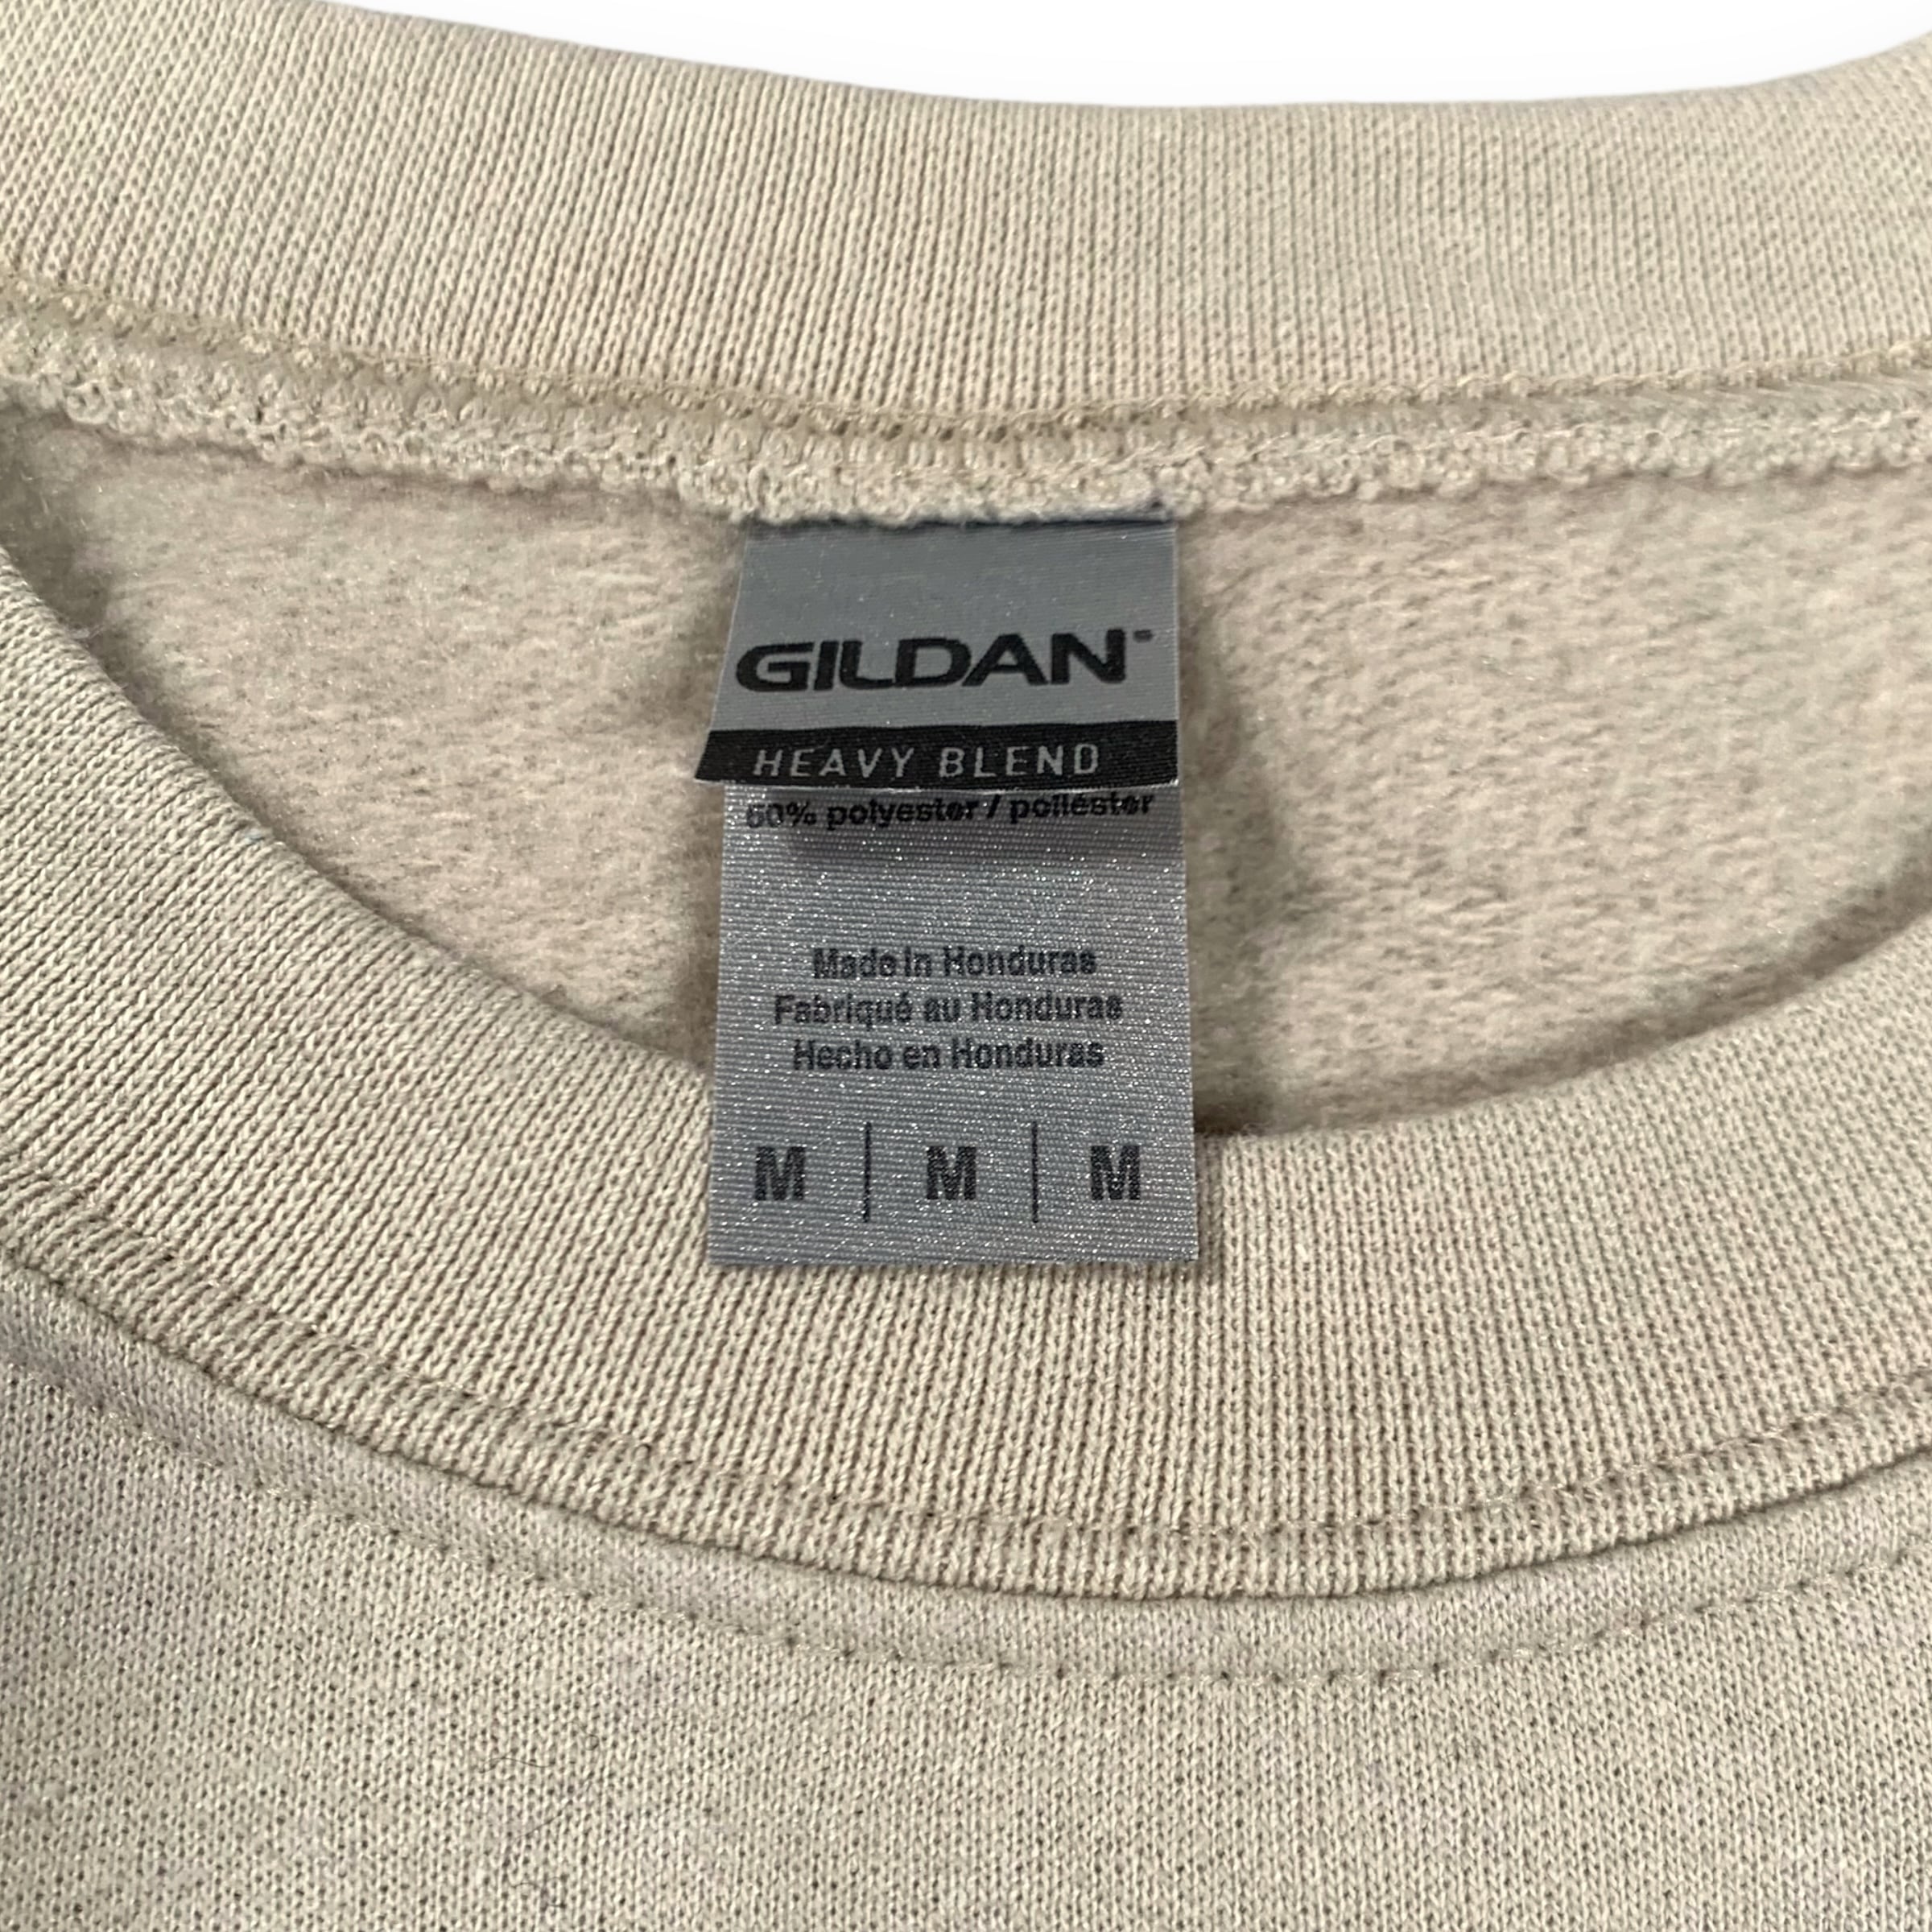 GILDAN
HEAVY BLEND
50% polyester / poliéster
Made in Honduras
Fabriqué au Honduras
Hecho en Honduras
M | M | M